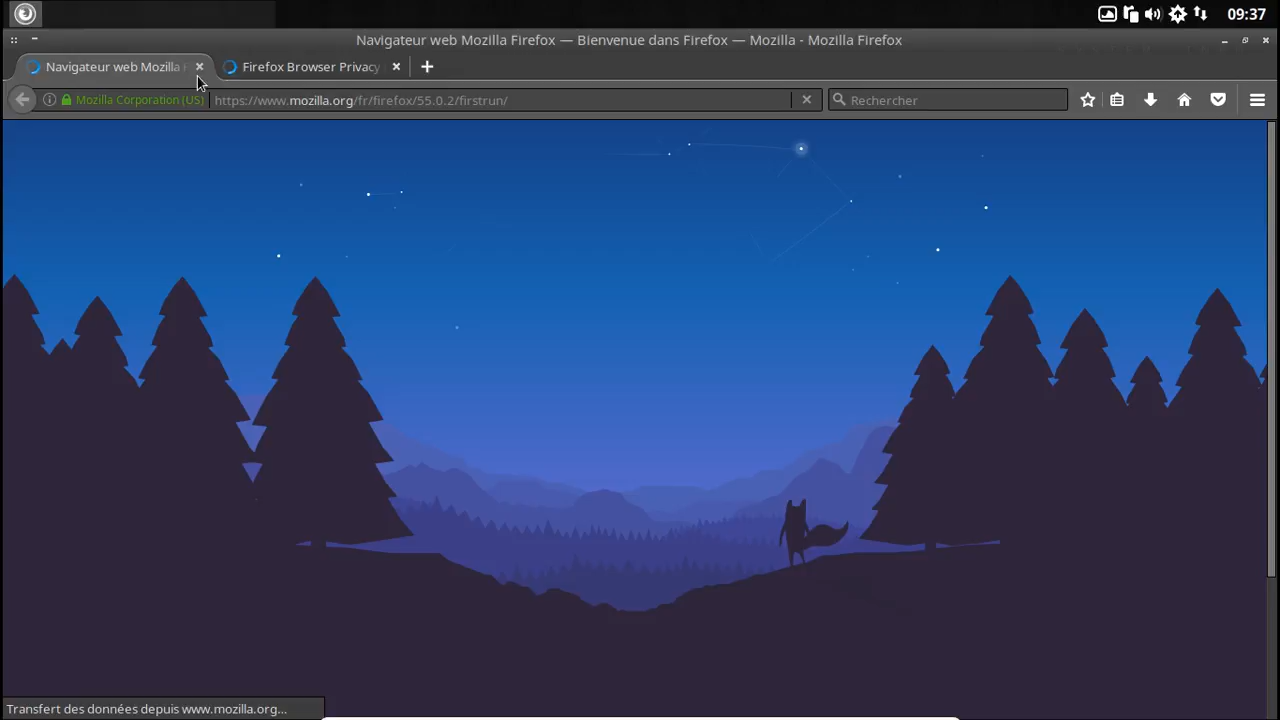 09:37
Navigateur web Mozilla Firefox — Bienvenue dans Firefox — Mozilla - Mozilla Firefox
Navigateur web Mozilla F
Firefox Browser Privacy
Mozilla Corporation (US)
https://www.mozilla.org/fr/firefox/55.0.2/firstrun/
Rechercher
Transfert des données depuis www.mozilla.org...